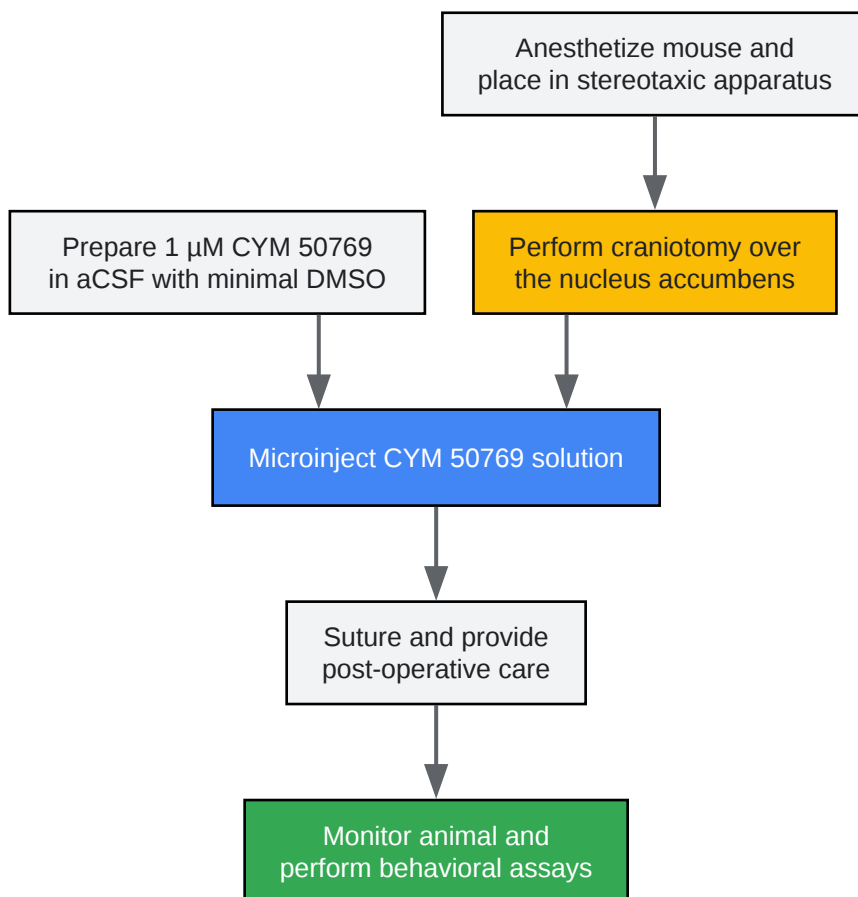 Anesthetize mouse and
place in stereotaxic apparatus
Prepare 1 µM CYM 50769
in aCSF with minimal DMSO
Perform craniotomy over
the nucleus accumbens
Microinject CYM 50769 solution
Suture and provide
post-operative care
Monitor animal and
perform behavioral assays